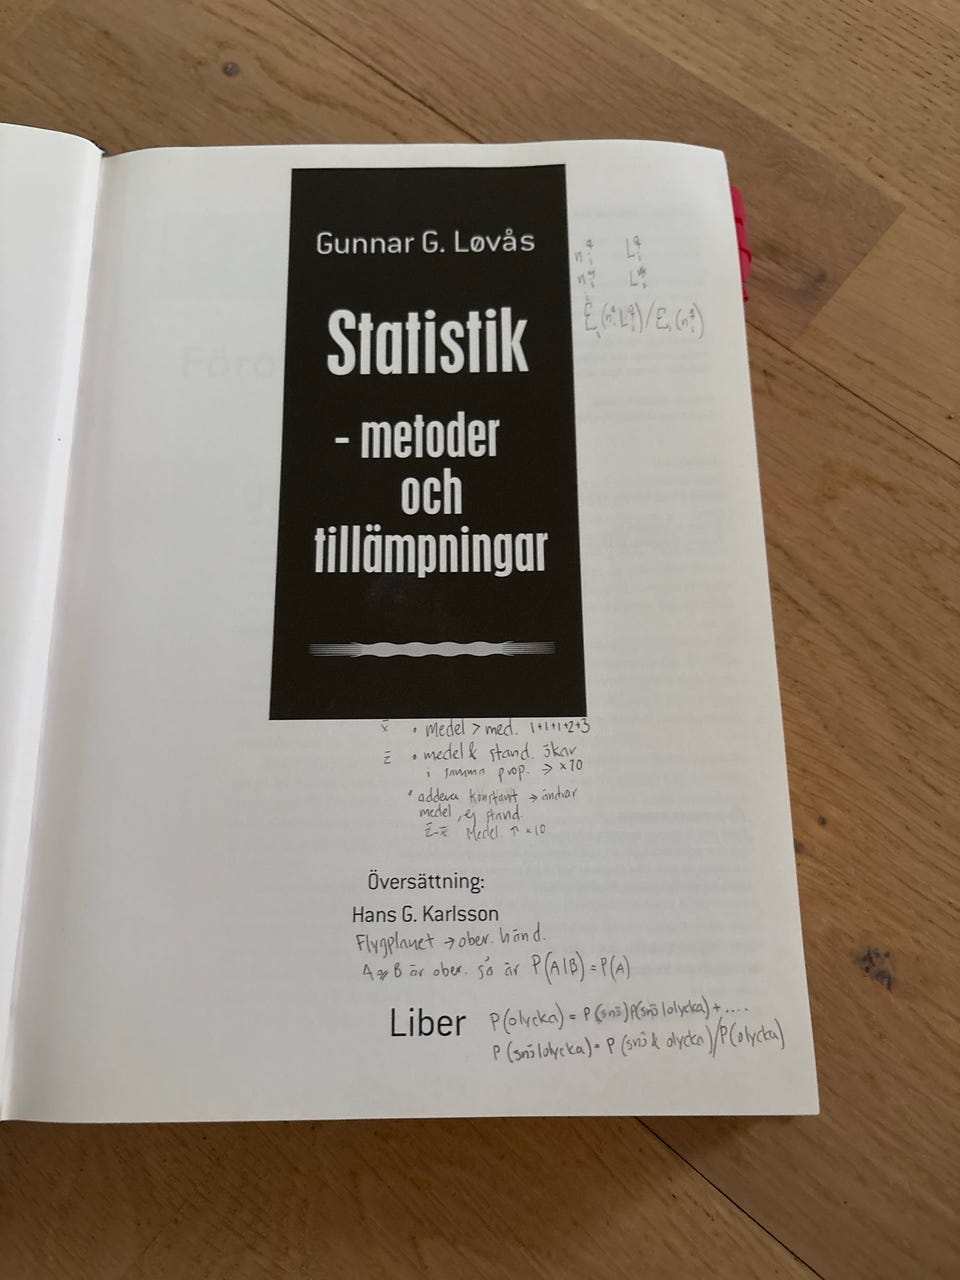 Gunnar G. Løvås
Statistik
- metoder
och
tillämpningar
x̄ • medel > med. 1+1+1+2+3
z̄ • medel & stand. ökar
i samma prop. → ×10
• addera konstant → ändrar
medel, ej stand.
z̄-x̄ Medel. ↑ ×10
Översättning:
Hans G. Karlsson
Flygplanet → ober. händ.
A & B är ober. så är P(A|B) = P(A)
Liber
P(olycka) = P(snö)P(snö|olycka) + ....
P(snö|olycka) = P(snö & olycka)/P(olycka)